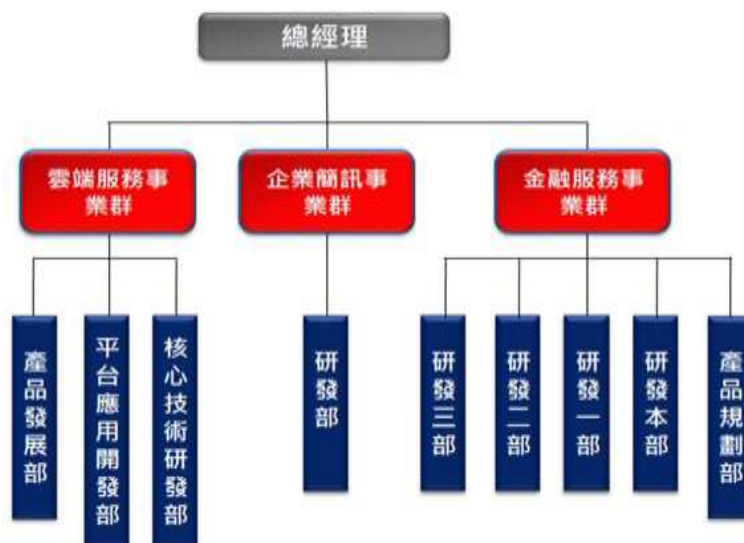 總經理
雲端服務事
業群
企業簡訊事
業群
金融服務事
業群
產品發展部
平台應用開發部
核心技術研發部
研發部
研發三部
研發二部
研發一部
研發本部
產品規劃部